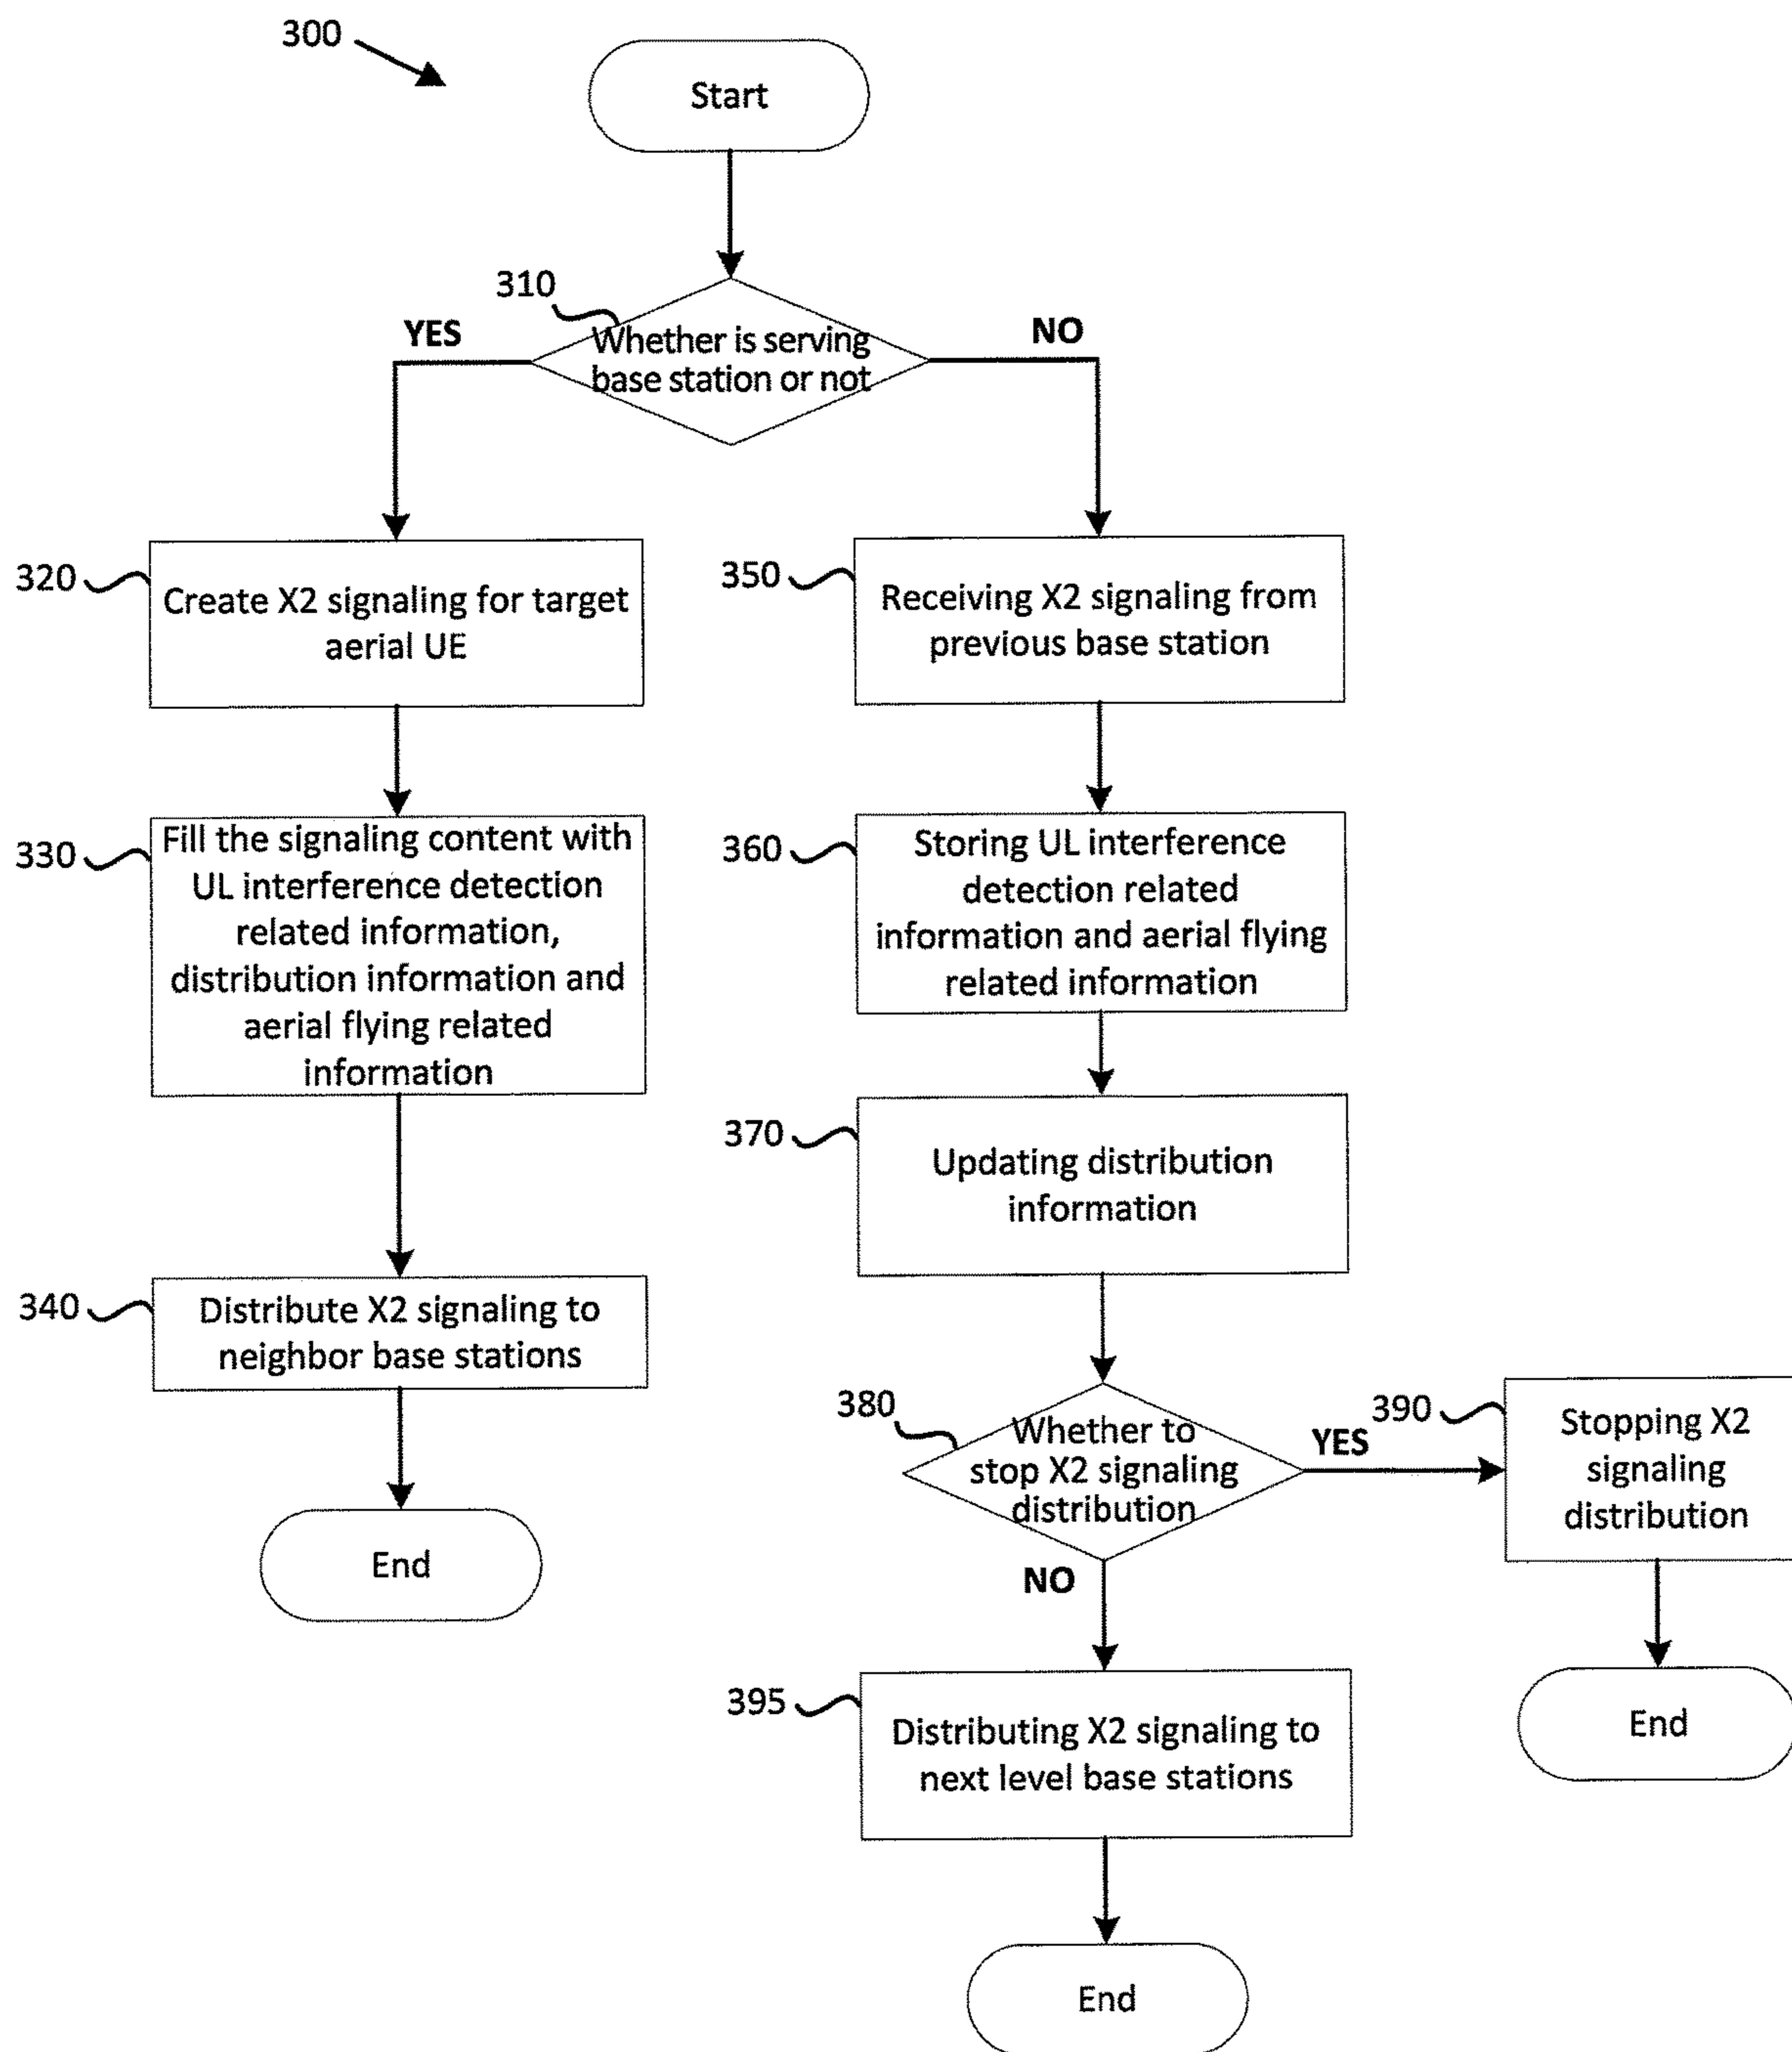 300
Start
310
YES
NO
Whether is serving
base station or not
320
Create X2 signaling for target
aerial UE
350
Receiving X2 signaling from
previous base station
330
Fill the signaling content with
UL interference detection
related information,
distribution information and
aerial flying related
information
360
Storing UL interference
detection related
information and aerial flying
related information
370
Updating distribution
information
340
Distribute X2 signaling to
neighbor base stations
380
Whether to
stop X2 signaling
distribution
YES
NO
390
Stopping X2
signaling
distribution
End
395
Distributing X2 signaling to
next level base stations
End
End